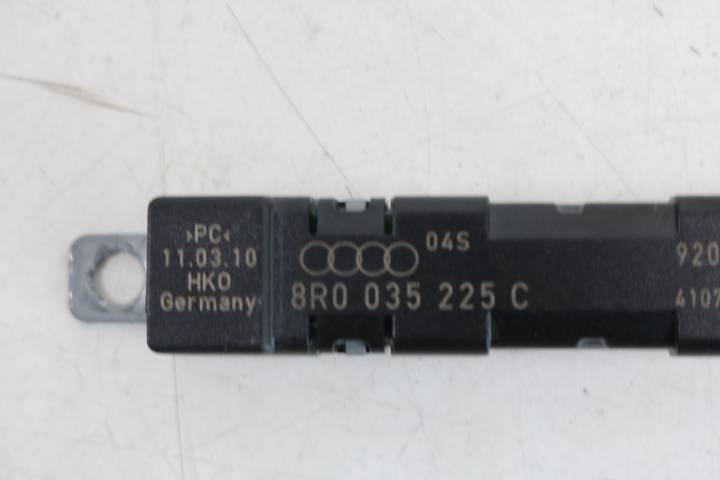 >PC<
11.03.10
HKO
Germany
04S
8R0 035 225 C
920
4107